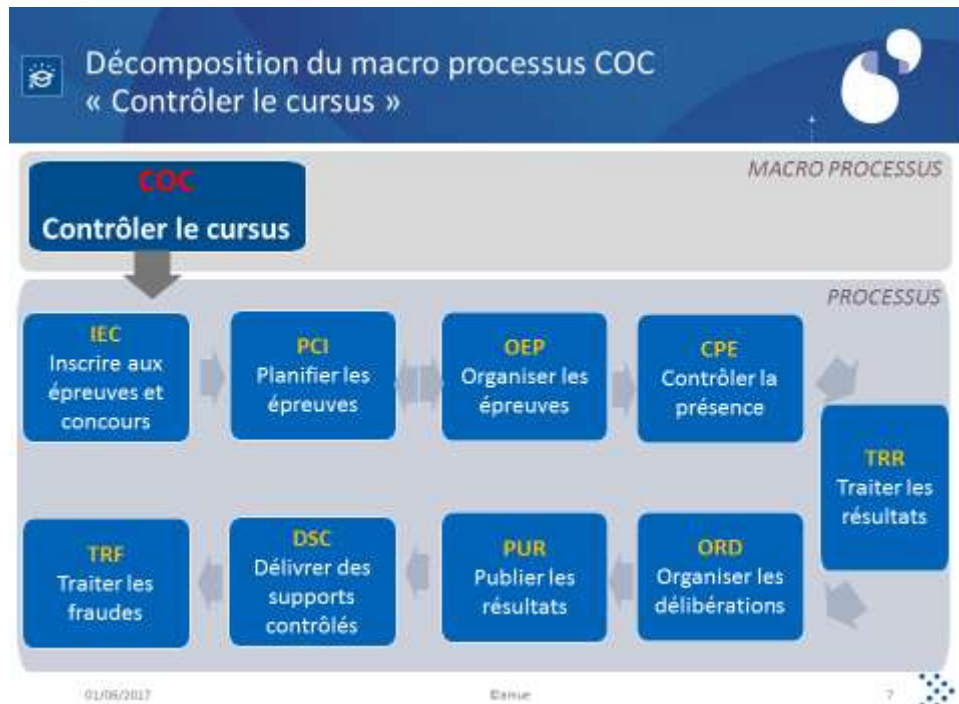 Décomposition du macro processus COC
« Contrôler le cursus »
MACRO PROCESSUS
COC
Contrôler le cursus
PROCESSUS
IEC
Inscrire aux
épreuves et
concours
PCI
Planifier les
épreuves
OEP
Organiser les
épreuves
CPE
Contrôler la
présence
TRR
Traiter les
résultats
ORD
Organiser les
délibérations
PUR
Publier les
résultats
DSC
Délivrer des
supports
contrôlés
TRF
Traiter les
fraudes
01/06/2017
©amue
7